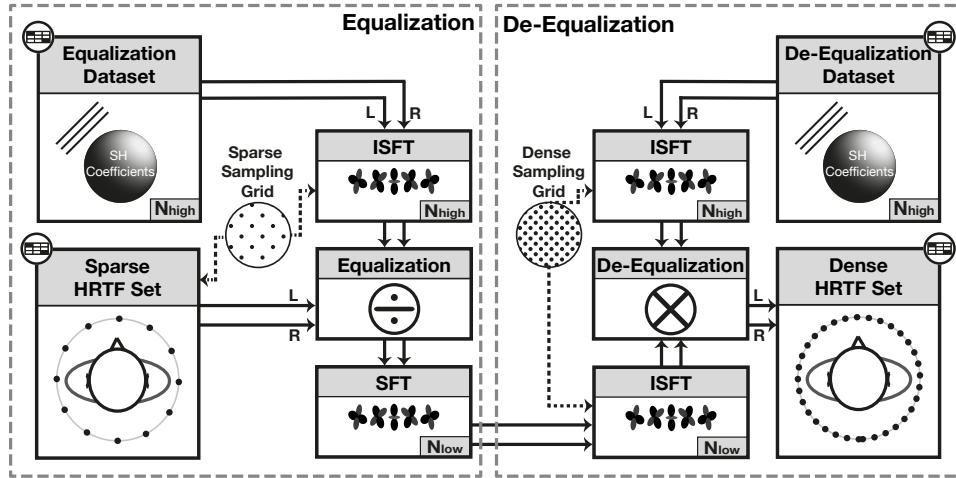 Equalization
Equalization
Dataset
SH
Coefficients
Nhigh
L
R
ISFT
Nhigh
Sparse
Sampling
Grid
Sparse
HRTF Set
L
R
Equalization
SFT
Nlow
De-Equalization
De-Equalization
Dataset
SH
Coefficients
Nhigh
L
R
ISFT
Nhigh
Dense
Sampling
Grid
De-Equalization
L
R
Dense
HRTF Set
ISFT
Nlow